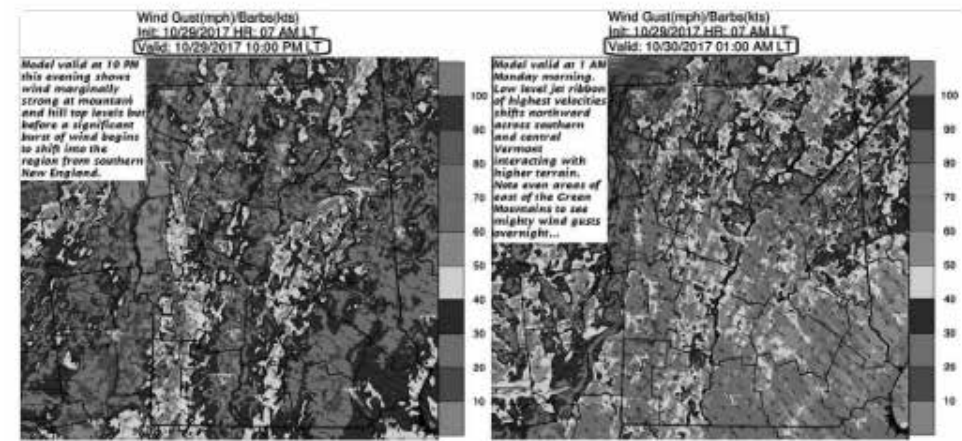 Wind Gust(mph)/Barbs(kts)
Init: 10/29/2017 HR: 07 AM LT
Valid: 10/29/2017 10:00 PM LT
Model valid at 10 PM
this evening shows
wind marginally
strong at mountain
and hill top levels but
before a significant
burst of wind begins
to shift into the
region from southern
New England.
100
90
80
70
60
50
40
30
20
10
Wind Gust(mph)/Barbs(kts)
Init: 10/29/2017 HR: 07 AM LT
Valid: 10/30/2017 01:00 AM LT
Model valid at 1 AM
Monday morning.
Low level jet ribbon
of highest velocities
shifts northward
across southern
and central
Vermont
interacting with
higher terrain.
Note even areas of
east of the Green
Mountains to see
mighty wind gusts
overnight...
100
90
80
70
60
50
40
30
20
10